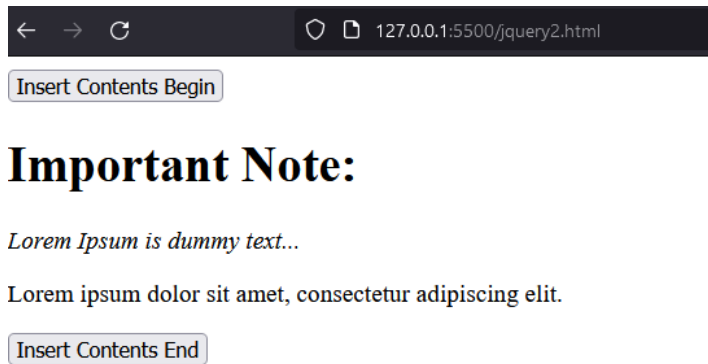 127.0.0.1:5500/jquery2.html
Insert Contents Begin
Important Note:
Lorem Ipsum is dummy text...
Lorem ipsum dolor sit amet, consectetur adipiscing elit.
Insert Contents End